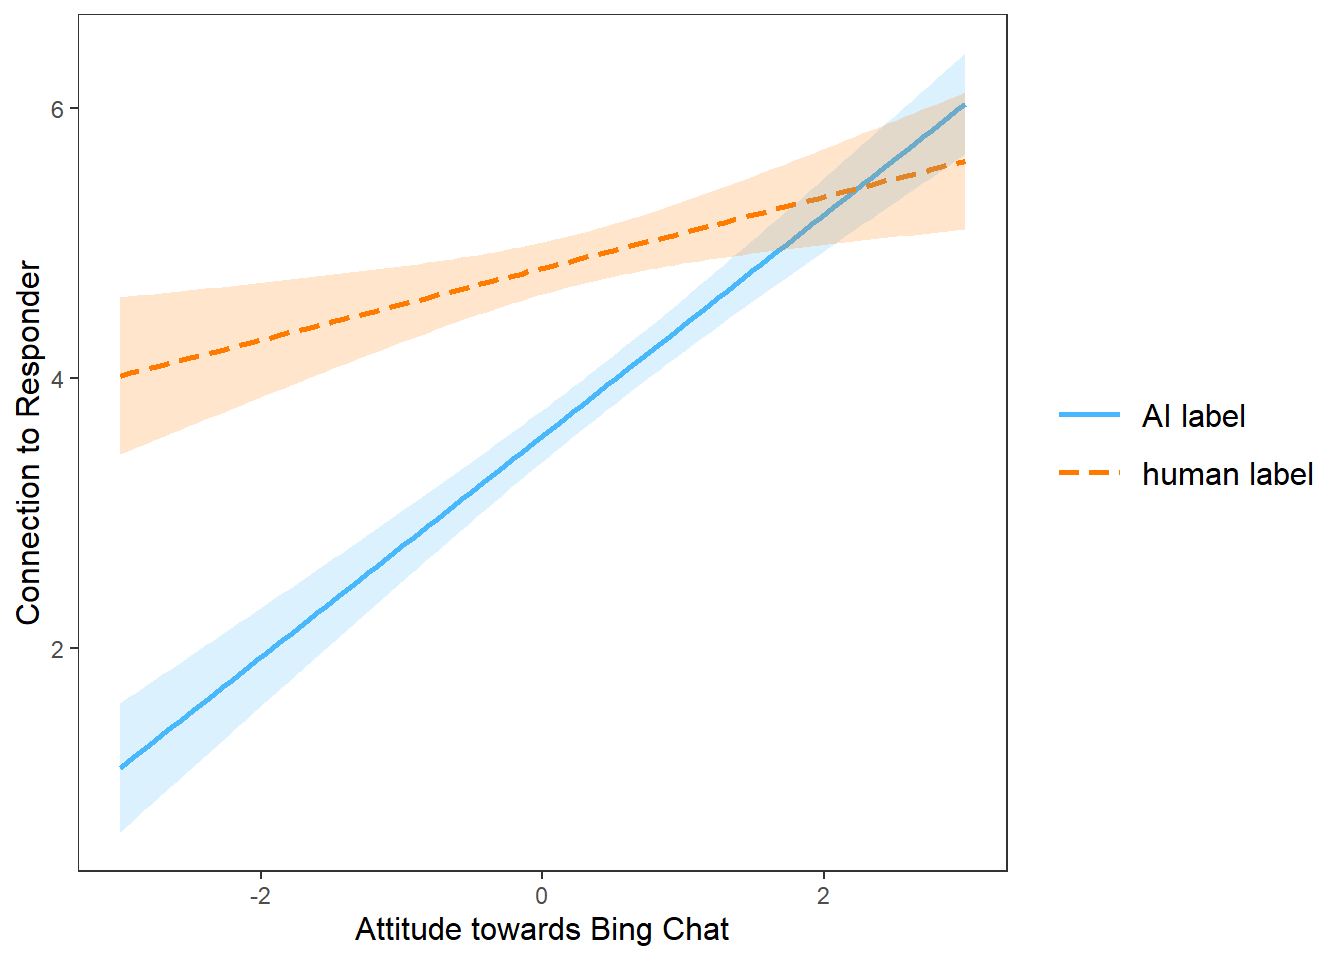 Connection to Responder
6
4
2
-2
0
2
Attitude towards Bing Chat
AI label
human label